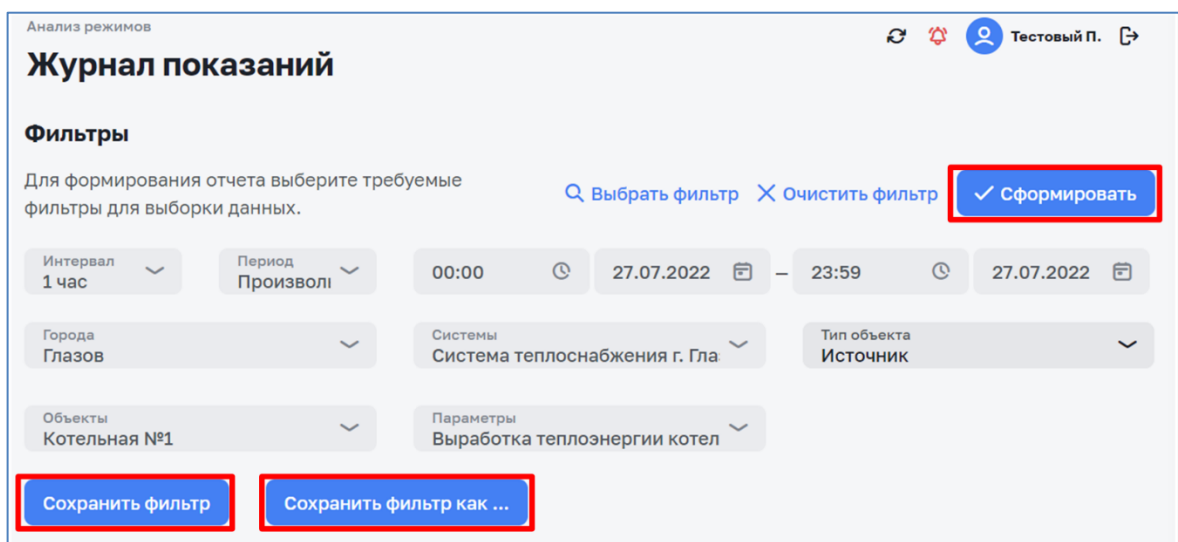 Анализ режимов
Тестовый П.
Журнал показаний
Фильтры
Для формирования отчета выберите требуемые
фильтры для выборки данных.
Выбрать фильтр
Очистить фильтр
Сформировать
Интервал
1 час
Период
Произвол
00:00
27.07.2022
–
23:59
27.07.2022
Города
Глазов
Системы
Система теплоснабжения г. Гла
Тип объекта
Источник
Объекты
Котельная №1
Параметры
Выработка теплоэнергии котел
Сохранить фильтр
Сохранить фильтр как ...